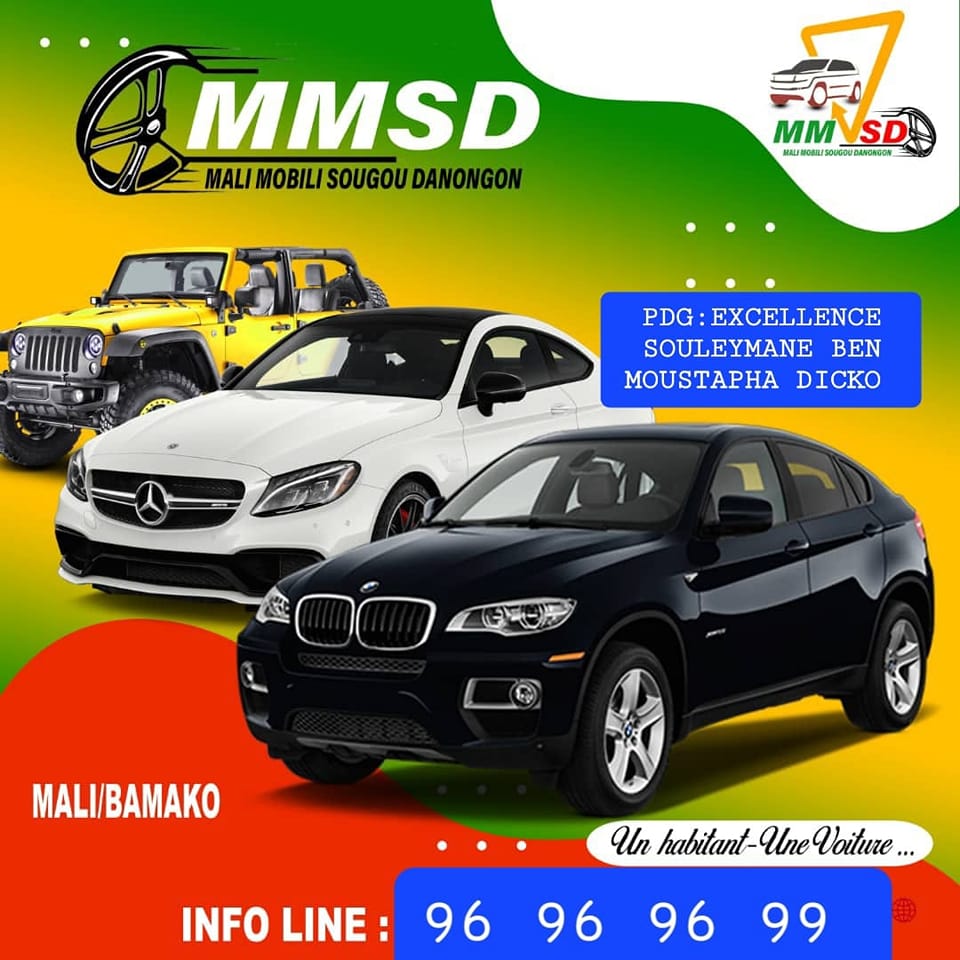 MMSD
MALI MOBILI SOUGOU DANONGON
MMSD
MALI MOBILI SOUGOU DANONGON
PDG:EXCELLENCE
SOULEYMANE BEN
MOUSTAPHA DICKO
MALI/BAMAKO
Un habitant-Une Voiture ...
INFO LINE : 96 96 96 99